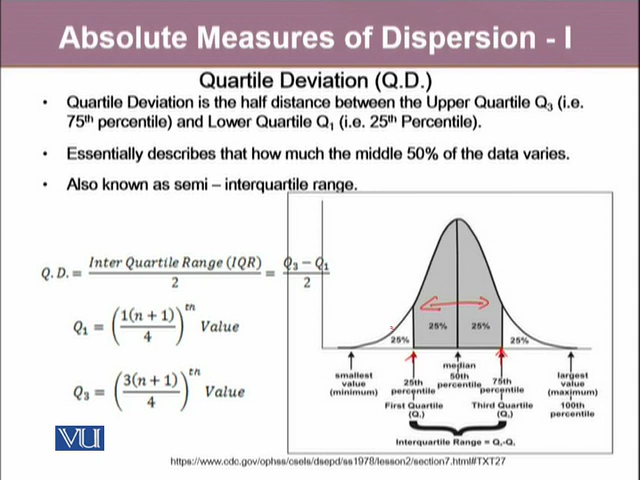 Absolute Measures of Dispersion - I
Quartile Deviation (Q.D.)
• Quartile Deviation is the half distance between the Upper Quartile Q₃ (i.e.
75th percentile) and Lower Quartile Q₁ (i.e. 25th Percentile).
• Essentially describes that how much the middle 50% of the data varies.
• Also known as semi – interquartile range.
Q.D. = Inter Quartile Range (IQR) / 2 = Q₃ − Q₁ / 2
Q₁ = (1(n + 1) / 4)th Value
Q₃ = (3(n + 1) / 4)th Value
25% 25%
25% 25%
smallest
value
(minimum)
25th
percentile
First Quartile
(Q₁)
median
50th
percentile
75th
percentile
Third Quartile
(Q₃)
largest
value
(maximum)
100th
percentile
Interquartile Range = Q₃-Q₁
VU
https://www.cdc.gov/ophss/csels/dsepd/ss1978/lesson2/section7.html#TXT27